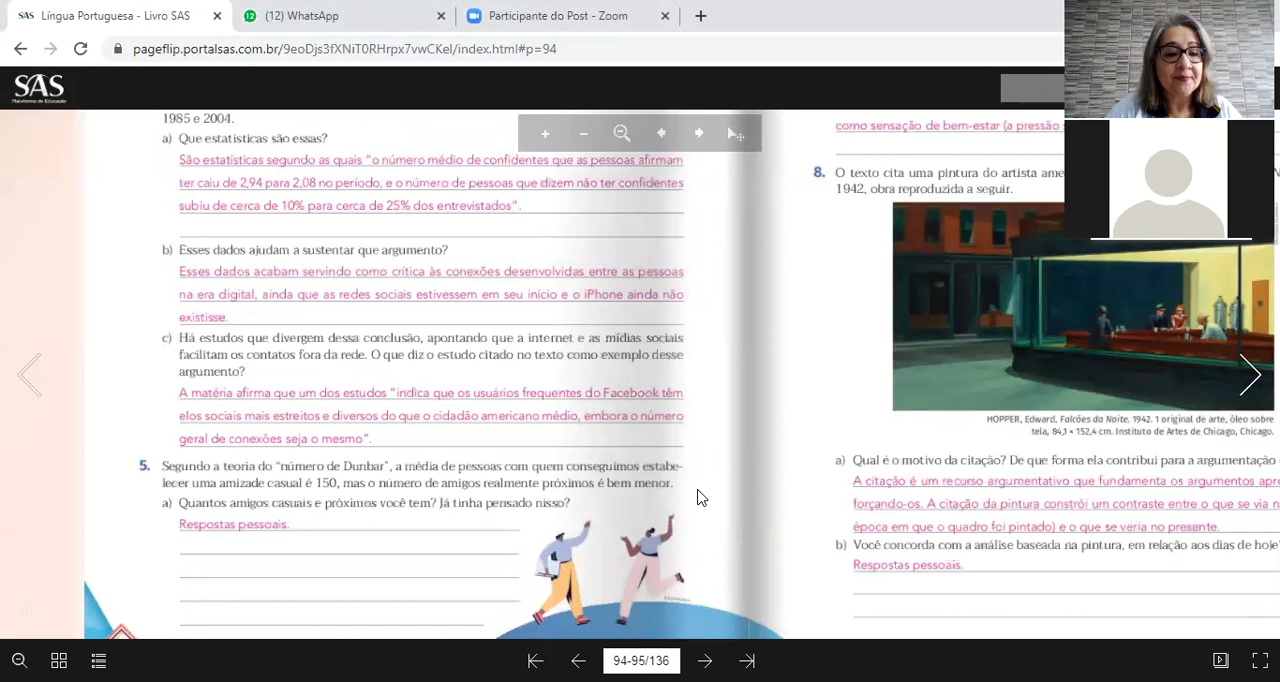 SAS Língua Portuguesa - Livro SAS
(12) WhatsApp
Participante do Post - Zoom
pageflip.portalsas.com.br/9eoDjs3fXNiT0RHrpx7vwCKel/index.html#p=94
SAS
Plataforma de Educação
1985 e 2004.
a) Que estatísticas são essas?
São estatísticas segundo as quais “o número médio de confidentes que as pessoas afirmam
ter caiu de 2,94 para 2,08 no período, e o número de pessoas que dizem não ter confidentes
subiu de cerca de 10% para cerca de 25% dos entrevistados”.
b) Esses dados ajudam a sustentar que argumento?
Esses dados acabam servindo como crítica às conexões desenvolvidas entre as pessoas
na era digital, ainda que as redes sociais estivessem em seu início e o iPhone ainda não
existisse.
c) Há estudos que divergem dessa conclusão, apontando que a internet e as mídias sociais
facilitam os contatos fora da rede. O que diz o estudo citado no texto como exemplo desse
argumento?
A matéria afirma que um dos estudos “indica que os usuários frequentes do Facebook têm
elos sociais mais estreitos e diversos do que o cidadão americano médio, embora o número
geral de conexões seja o mesmo”.
5. Segundo a teoria do “número de Dunbar”, a média de pessoas com quem conseguimos estabe-
lecer uma amizade casual é 150, mas o número de amigos realmente próximos é bem menor.
a) Quantos amigos casuais e próximos você tem? Já tinha pensado nisso?
Respostas pessoais.
como sensação de bem-estar (a pressão
8. O texto cita uma pintura do artista ame
1942, obra reproduzida a seguir.
HOPPER, Edward. Falcões da Noite. 1942. 1 original de arte, óleo sobre
tela, 84,1 × 152,4 cm. Instituto de Artes de Chicago, Chicago.
a) Qual é o motivo da citação? De que forma ela contribui para a argumentação
A citação é um recurso argumentativo que fundamenta os argumentos apre
forçando-os. A citação da pintura constrói um contraste entre o que se via n
época em que o quadro foi pintado) e o que se veria no presente.
b) Você concorda com a análise baseada na pintura, em relação aos dias de hoje?
Respostas pessoais.
94-95/136